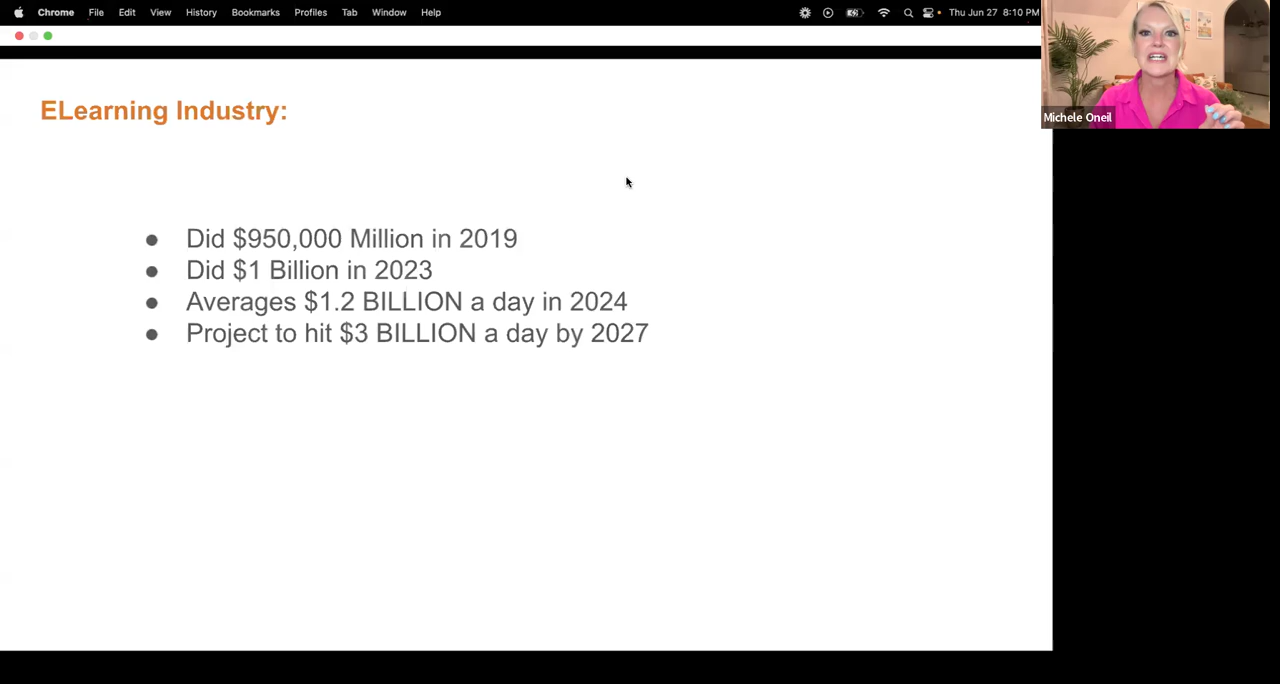 Chrome File Edit View History Bookmarks Profiles Tab Window Help Thu Jun 27 8:10 PM
ELearning Industry:
Michele Oneil
● Did $950,000 Million in 2019
● Did $1 Billion in 2023
● Averages $1.2 BILLION a day in 2024
● Project to hit $3 BILLION a day by 2027